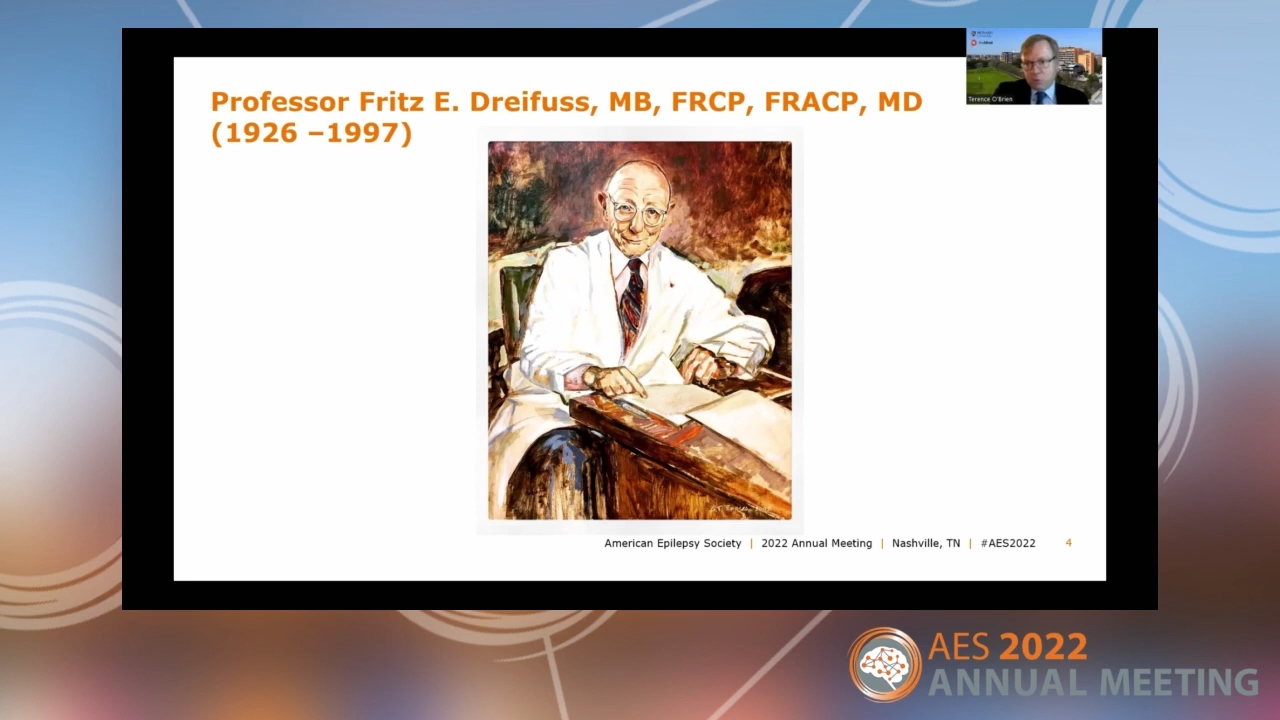 Professor Fritz E. Dreifuss, MB, FRCP, FRACP, MD
(1926 –1997)
Terence O'Brien
American Epilepsy Society | 2022 Annual Meeting | Nashville, TN | #AES2022 4
AES 2022
ANNUAL MEETING